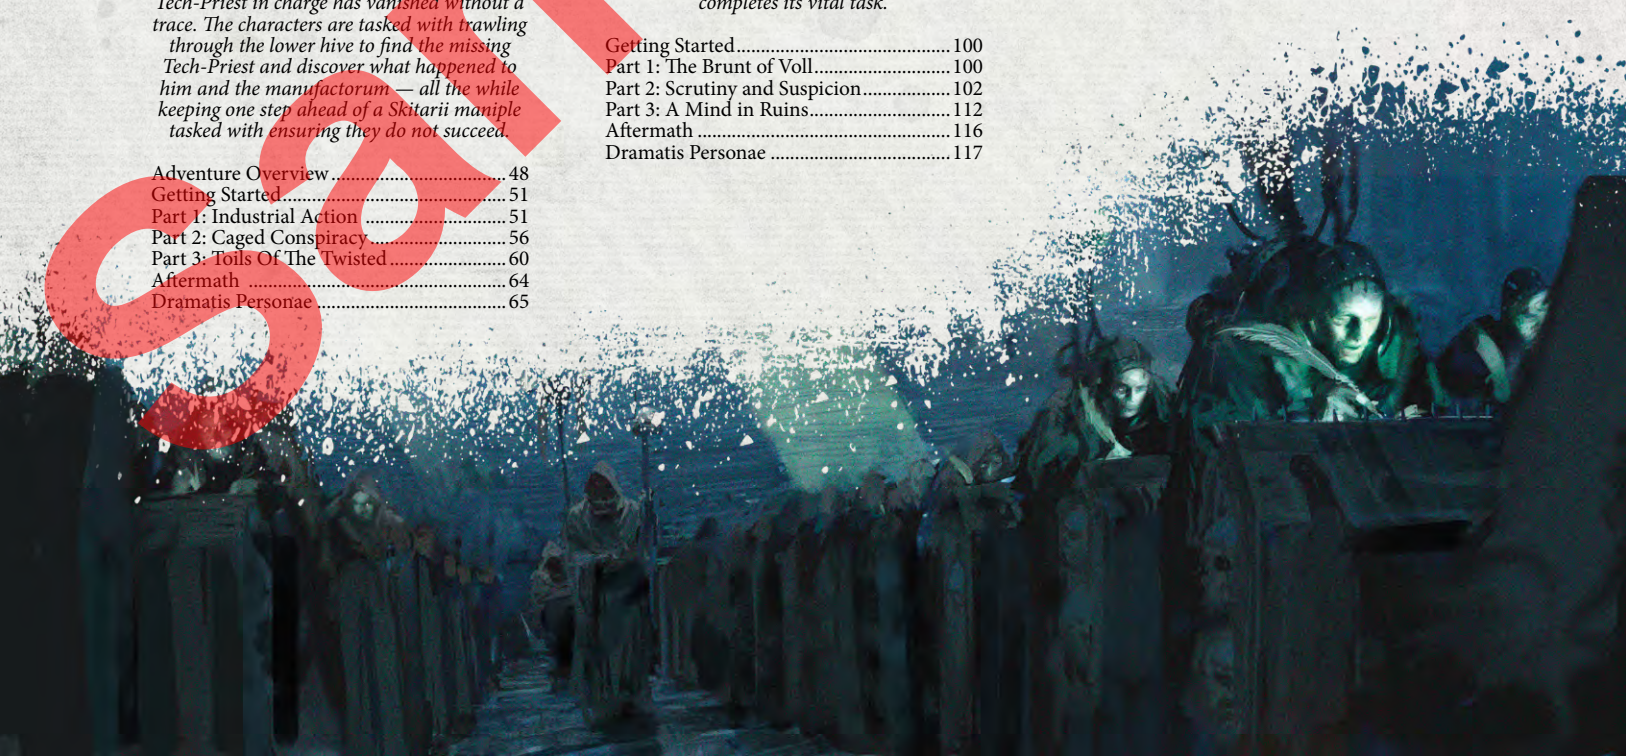 Tech-Priest in charge has vanished without a
trace. The characters are tasked with trawling
through the lower hive to find the missing
Tech-Priest and discover what happened to
him and the manufactorum — all the while
keeping one step ahead of a Skitarii maniple
tasked with ensuring they do not succeed.
Adventure Overview 48
Getting Started 51
Part 1: Industrial Action 51
Part 2: Caged Conspiracy 56
Part 3: Toils Of The Twisted 60
Aftermath 64
Dramatis Personae 65
completes its vital task.
Getting Started 100
Part 1: The Brunt of Voll 100
Part 2: Scrutiny and Suspicion 102
Part 3: A Mind in Ruins 112
Aftermath 116
Dramatis Personae 117
Sa